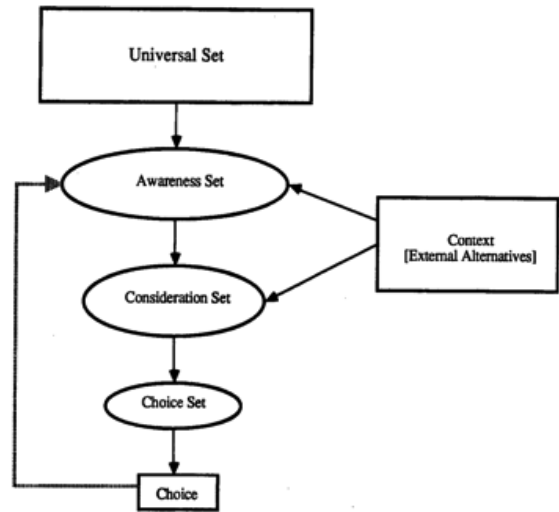 Universal Set
Awareness Set
Context
[External Alternatives]
Consideration Set
Choice Set
Choice